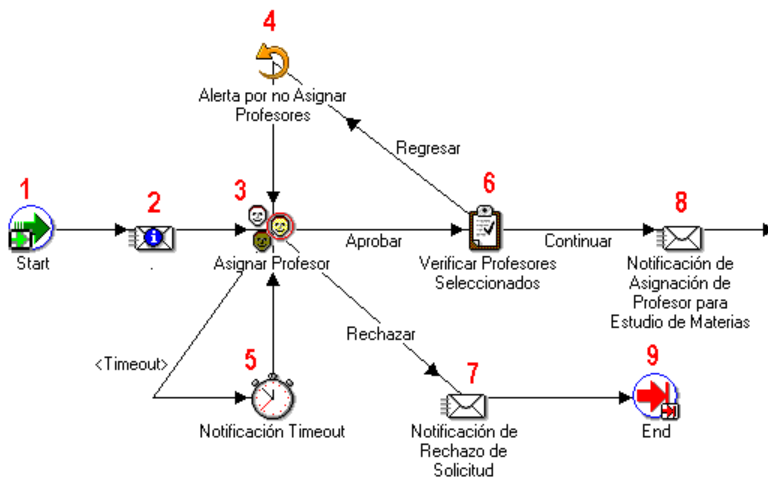 4
Alerta por no Asignar
Profesores
Regresar
1
Start
2
.
3
Asignar Profesor
Aprobar
6
Verificar Profesores
Seleccionados
Continuar
8
Notificación de
Asignación de
Profesor para
Estudio de Materias
<Timeout>
5
Notificación Timeout
Rechazar
7
Notificación de
Rechazo de
Solicitud
9
End